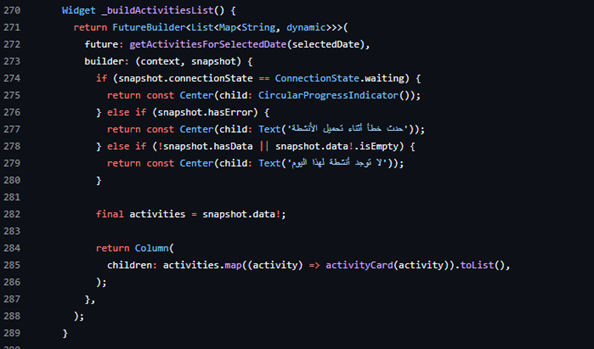 270 Widget _buildActivitiesList() {
271 return FutureBuilder<List<Map<String, dynamic>>>(
272 future: getActivitiesForSelectedDate(selectedDate),
273 builder: (context, snapshot) {
274 if (snapshot.connectionState == ConnectionState.waiting) {
275 return const Center(child: CircularProgressIndicator());
276 } else if (snapshot.hasError) {
277 return const Center(child: Text('حدث خطأ أثناء تحميل الأنشطة'));
278 } else if (!snapshot.hasData || snapshot.data!.isEmpty) {
279 return const Center(child: Text('لا توجد أنشطة لهذا اليوم'));
280 }
281
282 final activities = snapshot.data!;
283
284 return Column(
285 children: activities.map((activity) => activityCard(activity)).toList(),
286 );
287 },
288 );
289 }